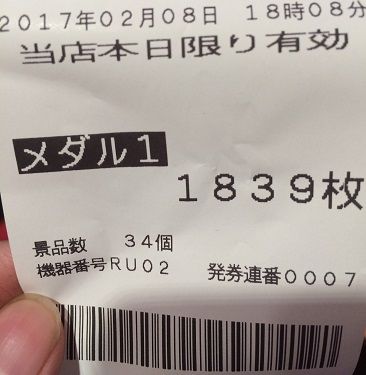 2017年02月08日 18時08分
当店本日限り有効
メダル1
1839枚
景品数 34個
機器番号RU02 発券連番0007